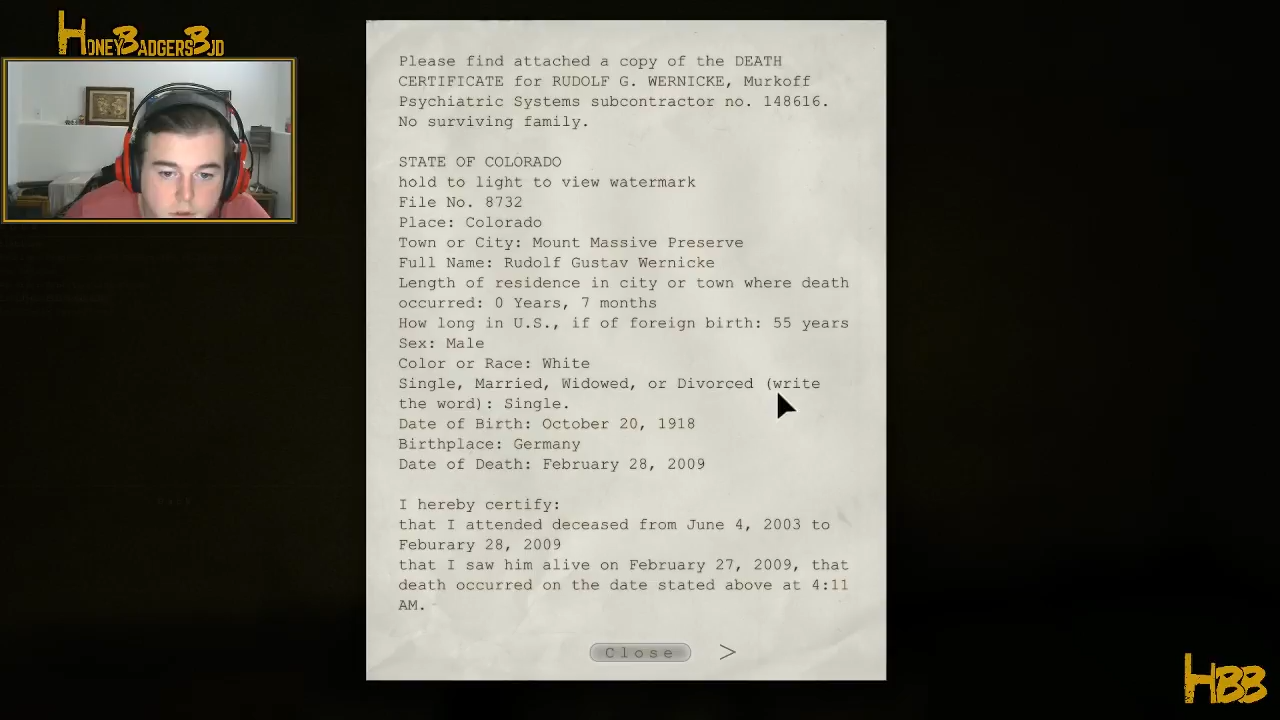 HONEYBADGERSBJD
Please find attached a copy of the DEATH
CERTIFICATE for RUDOLF G. WERNICKE, Murkoff
Psychiatric Systems subcontractor no. 148616.
No surviving family.
STATE OF COLORADO
hold to light to view watermark
File No. 8732
Place: Colorado
Town or City: Mount Massive Preserve
Full Name: Rudolf Gustav Wernicke
Length of residence in city or town where death
occurred: 0 Years, 7 months
How long in U.S., if of foreign birth: 55 years
Sex: Male
Color or Race: White
Single, Married, Widowed, or Divorced (write
the word): Single.
Date of Birth: October 20, 1918
Birthplace: Germany
Date of Death: February 28, 2009
I hereby certify:
that I attended deceased from June 4, 2003 to
Feburary 28, 2009
that I saw him alive on February 27, 2009, that
death occurred on the date stated above at 4:11
AM.
Close >
HBB